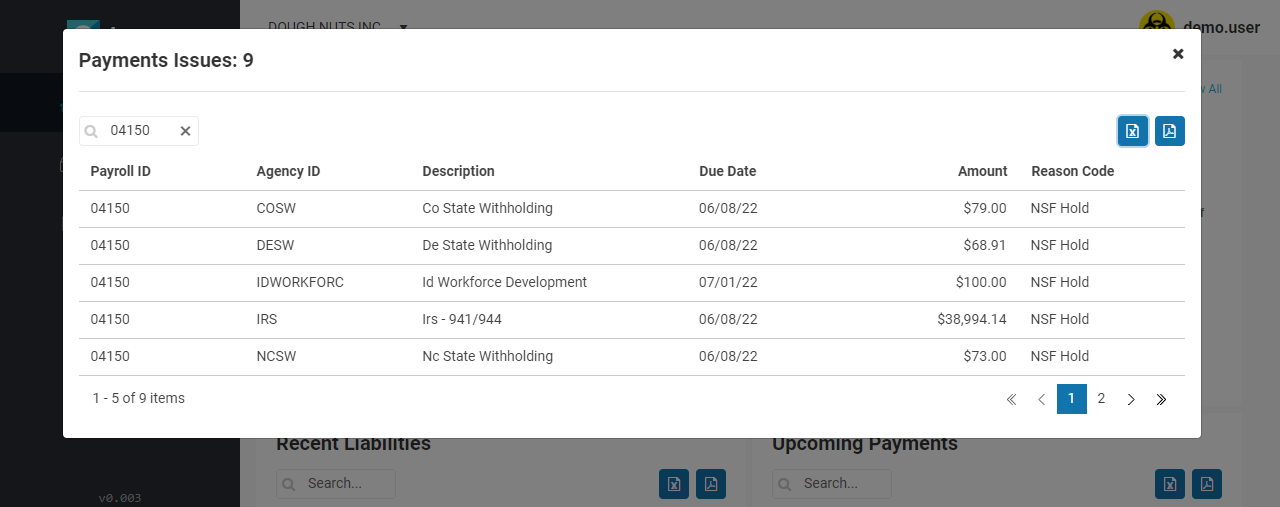 DOUGH NUTS INC
demo.user
Payments Issues: 9
w All
04150
Payroll ID Agency ID Description Due Date Amount Reason Code
04150 COSW Co State Withholding 06/08/22 $79.00 NSF Hold
04150 DESW De State Withholding 06/08/22 $68.91 NSF Hold
04150 IDWORKFORC Id Workforce Development 07/01/22 $100.00 NSF Hold
04150 IRS Irs - 941/944 06/08/22 $38,994.14 NSF Hold
04150 NCSW Nc State Withholding 06/08/22 $73.00 NSF Hold
1 - 5 of 9 items 1 2
Recent Liabilities Upcoming Payments
Search... Search...
v0.003